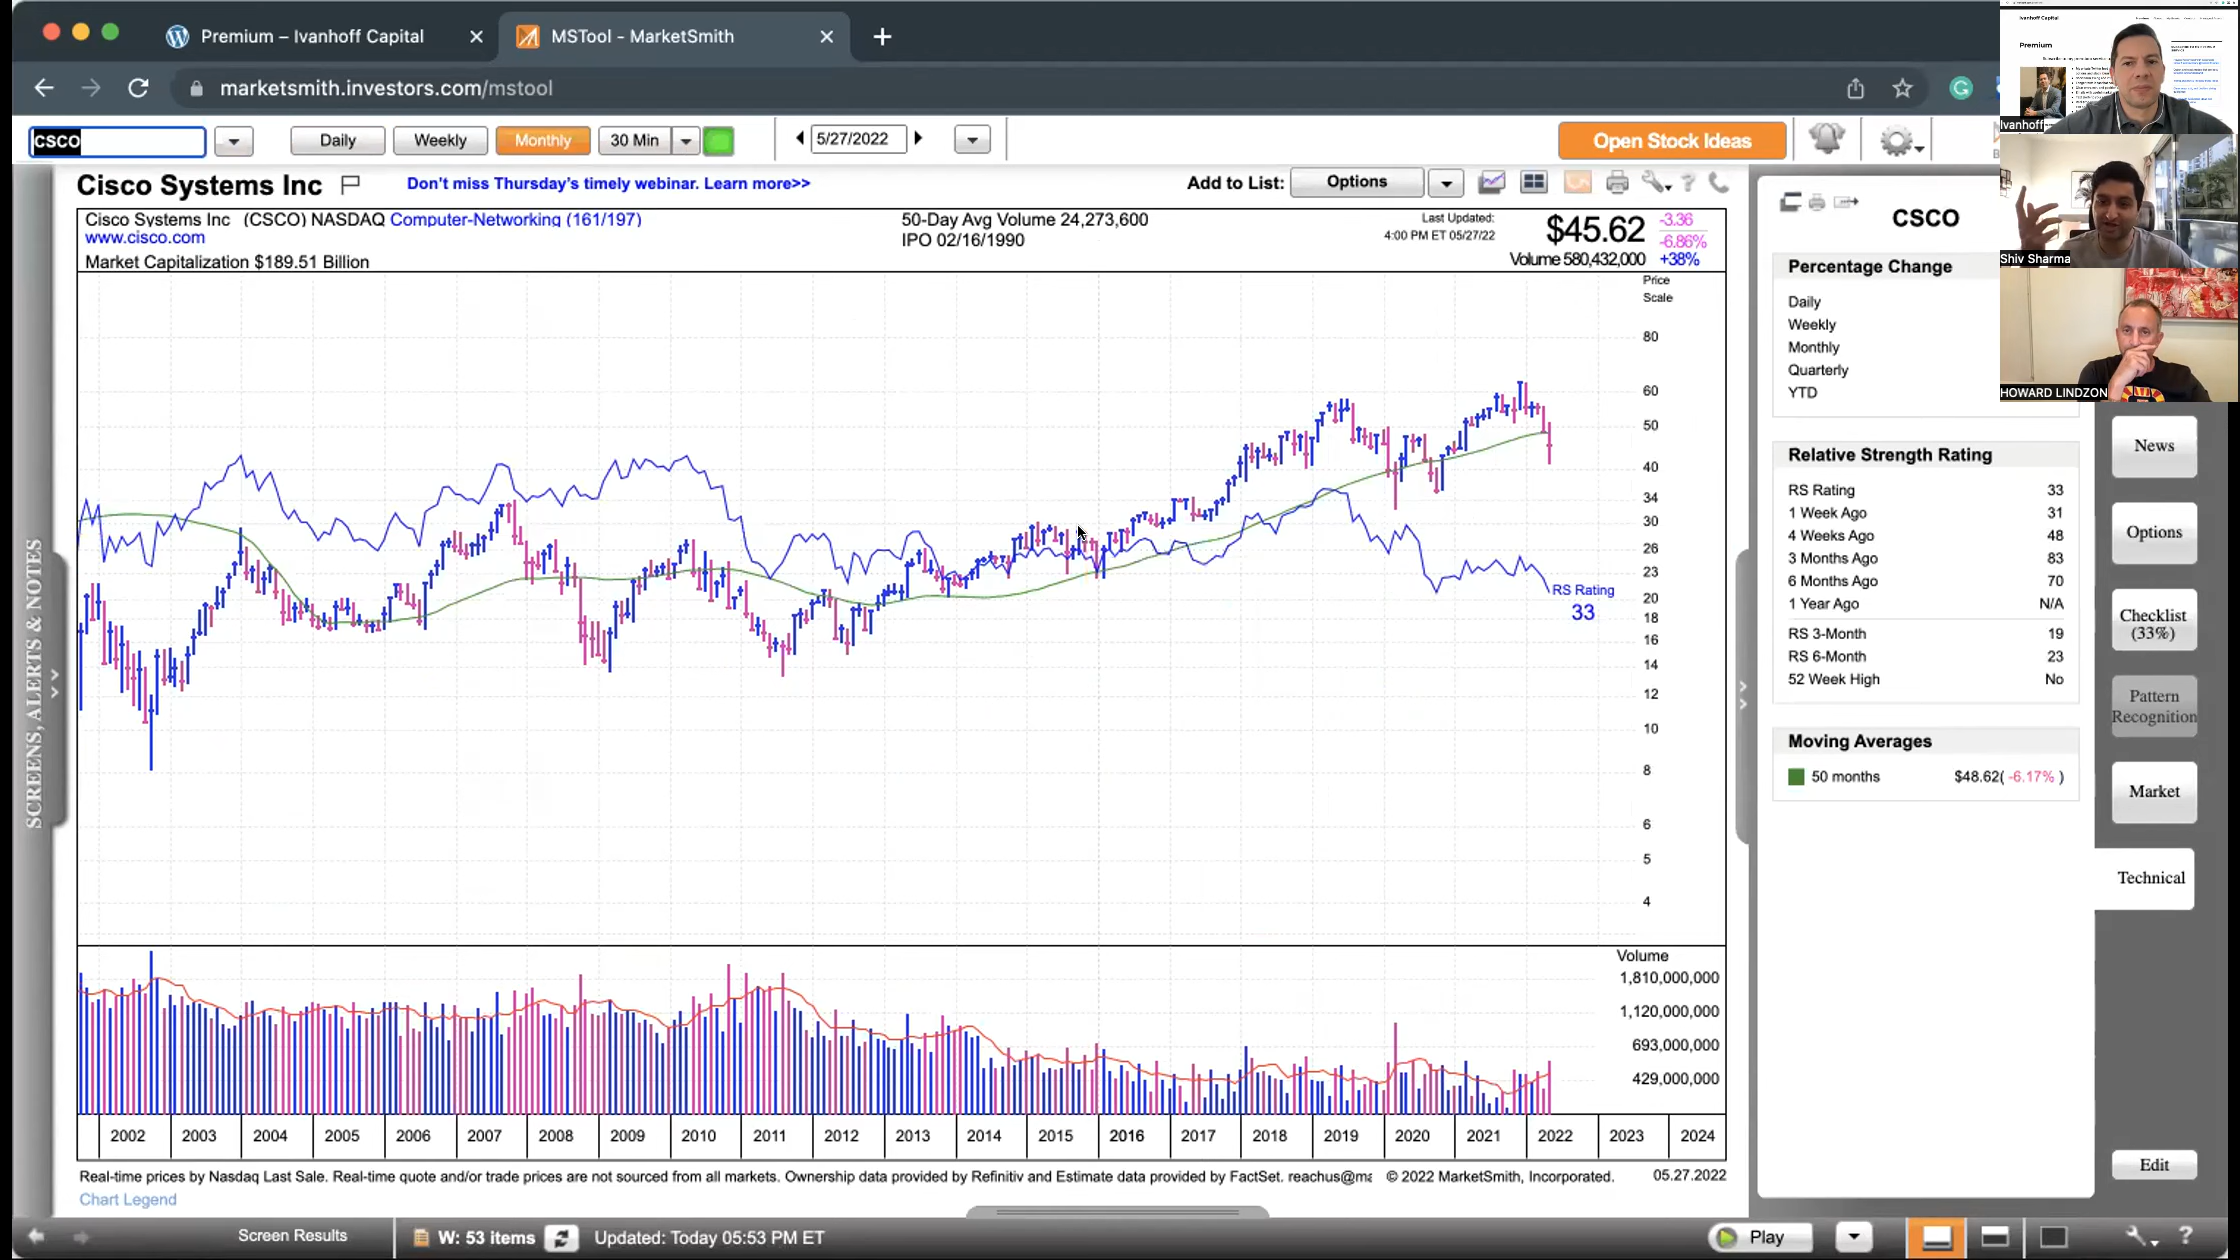 Premium – Ivanhoff Capital
MSTool - MarketSmith
marketsmith.investors.com/mstool
csco
Daily
Weekly
Monthly
30 Min
5/27/2022
Open Stock Ideas
Cisco Systems Inc
Don't miss Thursday's timely webinar. Learn more>>
Add to List:
Options
Cisco Systems Inc (CSCO) NASDAQ Computer-Networking (161/197)
www.cisco.com
Market Capitalization $189.51 Billion
50-Day Avg Volume 24,273,600
IPO 02/16/1990
Last Updated:
4:00 PM ET 05/27/22
$45.62
-3.36
-6.86%
Volume 580,432,000 +38%
Price
Scale
80
60
50
40
34
30
26
23
20
18
16
14
12
10
8
6
5
4
RS Rating
33
Volume
1,810,000,000
1,120,000,000
693,000,000
429,000,000
2002 2003 2004 2005 2006 2007 2008 2009 2010 2011 2012 2013 2014 2015 2016 2017 2018 2019 2020 2021 2022 2023 2024
Real-time prices by Nasdaq Last Sale. Real-time quote and/or trade prices are not sourced from all markets. Ownership data provided by Refinitiv and Estimate data provided by FactSet. reachus@ma © 2022 MarketSmith, Incorporated. 05.27.2022
Chart Legend
SCREENS, ALERTS & NOTES
CSCO
Percentage Change
Daily
Weekly
Monthly
Quarterly
YTD
Relative Strength Rating
RS Rating 33
1 Week Ago 31
4 Weeks Ago 48
3 Months Ago 83
6 Months Ago 70
1 Year Ago N/A
RS 3-Month 19
RS 6-Month 23
52 Week High No
Moving Averages
50 months $48.62( -6.17% )
News
Options
Checklist
(33%)
Pattern
Recognition
Market
Technical
Edit
Ivanhoff Capital
Premium
Ivanhoff
Shiv Sharma
HOWARD LINDZON
Screen Results
W: 53 items
Updated: Today 05:53 PM ET
Play